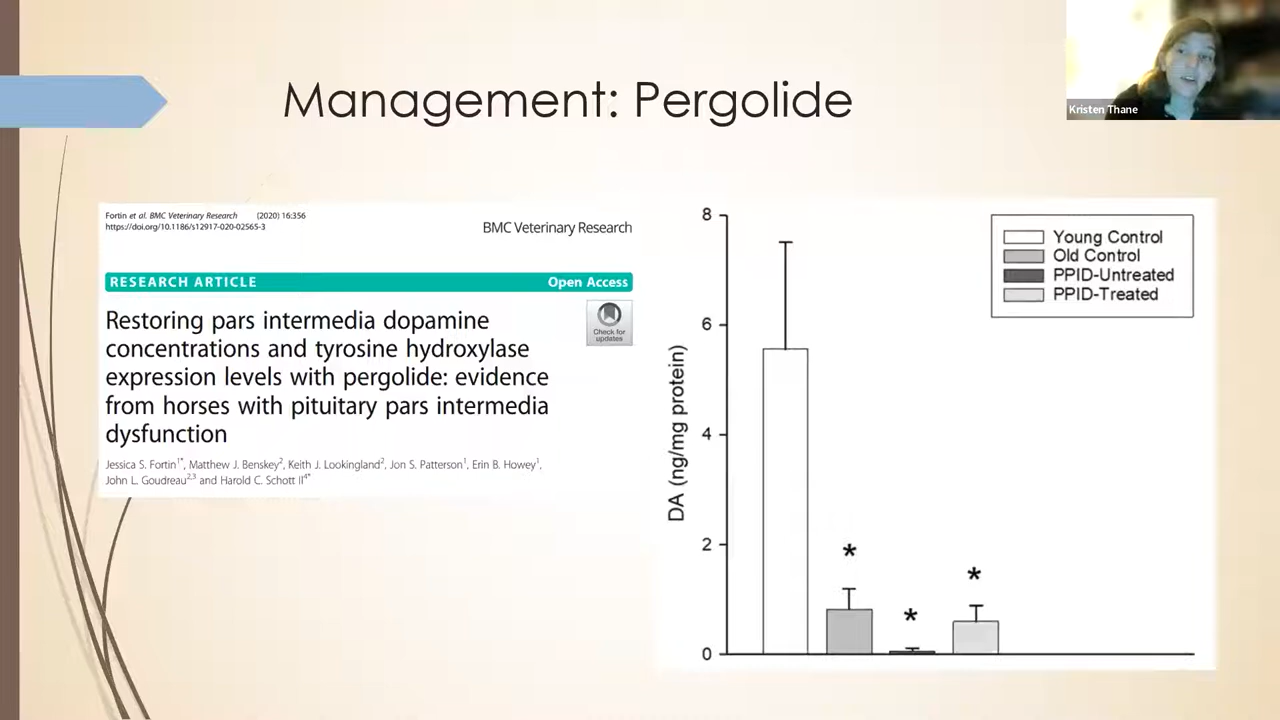 Management: Pergolide
Kristen Thane
Fortin et al. BMC Veterinary Research (2020) 16:356
https://doi.org/10.1186/s12917-020-02565-3
BMC Veterinary Research
RESEARCH ARTICLE
Open Access
Check for
updates
Restoring pars intermedia dopamine
concentrations and tyrosine hydroxylase
expression levels with pergolide: evidence
from horses with pituitary pars intermedia
dysfunction
Jessica S. Fortin1*, Matthew J. Benskey2, Keith J. Lookingland2, Jon S. Patterson1, Erin B. Howey1,
John L. Goudreau2,3 and Harold C. Schott II4*
DA (ng/mg protein)
8
6
4
2
0
Young Control
Old Control
PPID-Untreated
PPID-Treated
*
*
*